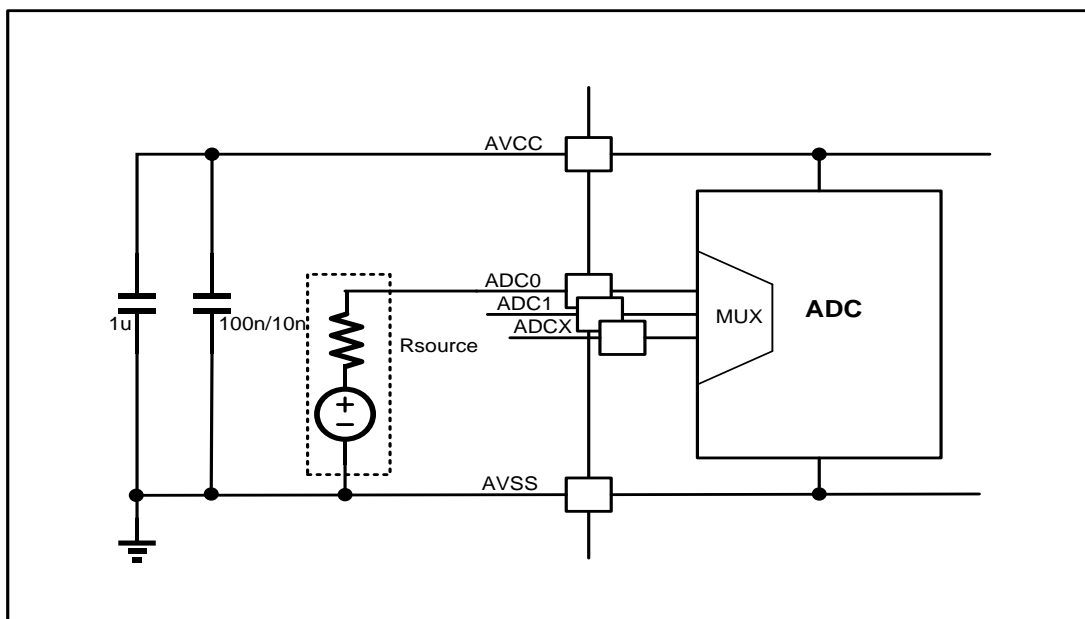 AVCC
ADC0
ADC1
ADCX
MUX
ADC
1u
100n/10n
Rsource
+
−
AVSS